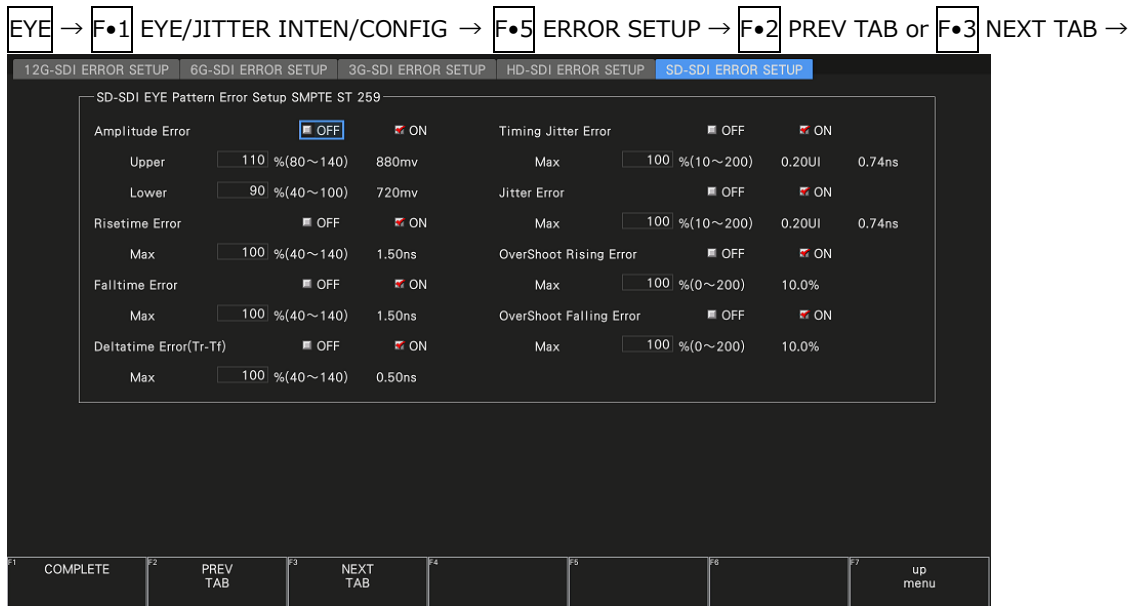 EYE → F•1 EYE/JITTER INTEN/CONFIG → F•5 ERROR SETUP → F•2 PREV TAB or F•3 NEXT TAB →
12G-SDI ERROR SETUP 6G-SDI ERROR SETUP 3G-SDI ERROR SETUP HD-SDI ERROR SETUP SD-SDI ERROR SETUP
SD-SDI EYE Pattern Error Setup SMPTE ST 259
Amplitude Error OFF ON
Upper 110 %(80～140) 880mv
Lower 90 %(40～100) 720mv
Risetime Error OFF ON
Max 100 %(40～140) 1.50ns
Falltime Error OFF ON
Max 100 %(40～140) 1.50ns
Deltatime Error(Tr-Tf) OFF ON
Max 100 %(40～140) 0.50ns
Timing Jitter Error OFF ON
Max 100 %(10～200) 0.20UI 0.74ns
Jitter Error OFF ON
Max 100 %(10～200) 0.20UI 0.74ns
OverShoot Rising Error OFF ON
Max 100 %(0～200) 10.0%
OverShoot Falling Error OFF ON
Max 100 %(0～200) 10.0%
F1 COMPLETE F2 PREV TAB F3 NEXT TAB F4 F5 F6 F7 up menu